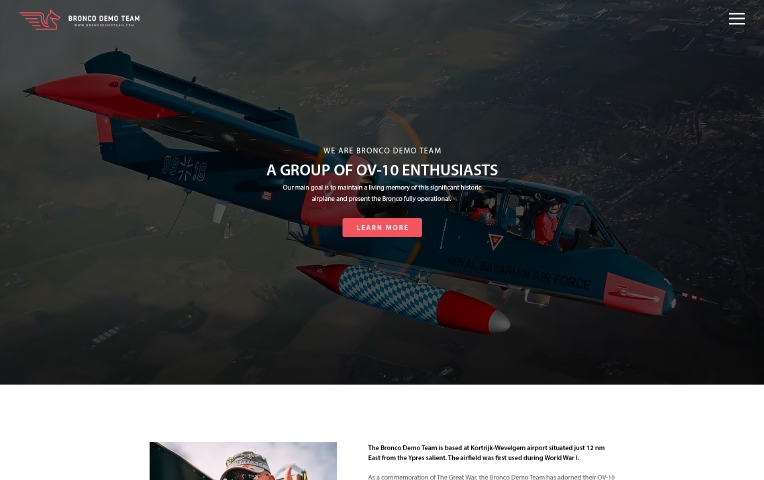 BRONCO DEMO TEAM
WWW.BRONCODEMOTEAM.COM
WE ARE BRONCO DEMO TEAM
A GROUP OF OV-10 ENTHUSIASTS
Our main goal is to maintain a living memory of this significant historic
airplane and present the Bronco fully operational.
LEARN MORE
ROYAL BAVARIAN AIR FORCE
The Bronco Demo Team is based at Kortrijk-Wevelgem airport situated just 12 nm
East from the Ypres salient. The airfield was first used during World War I.
As a commemoration of The Great War, the Bronco Demo Team has adorned their OV-10